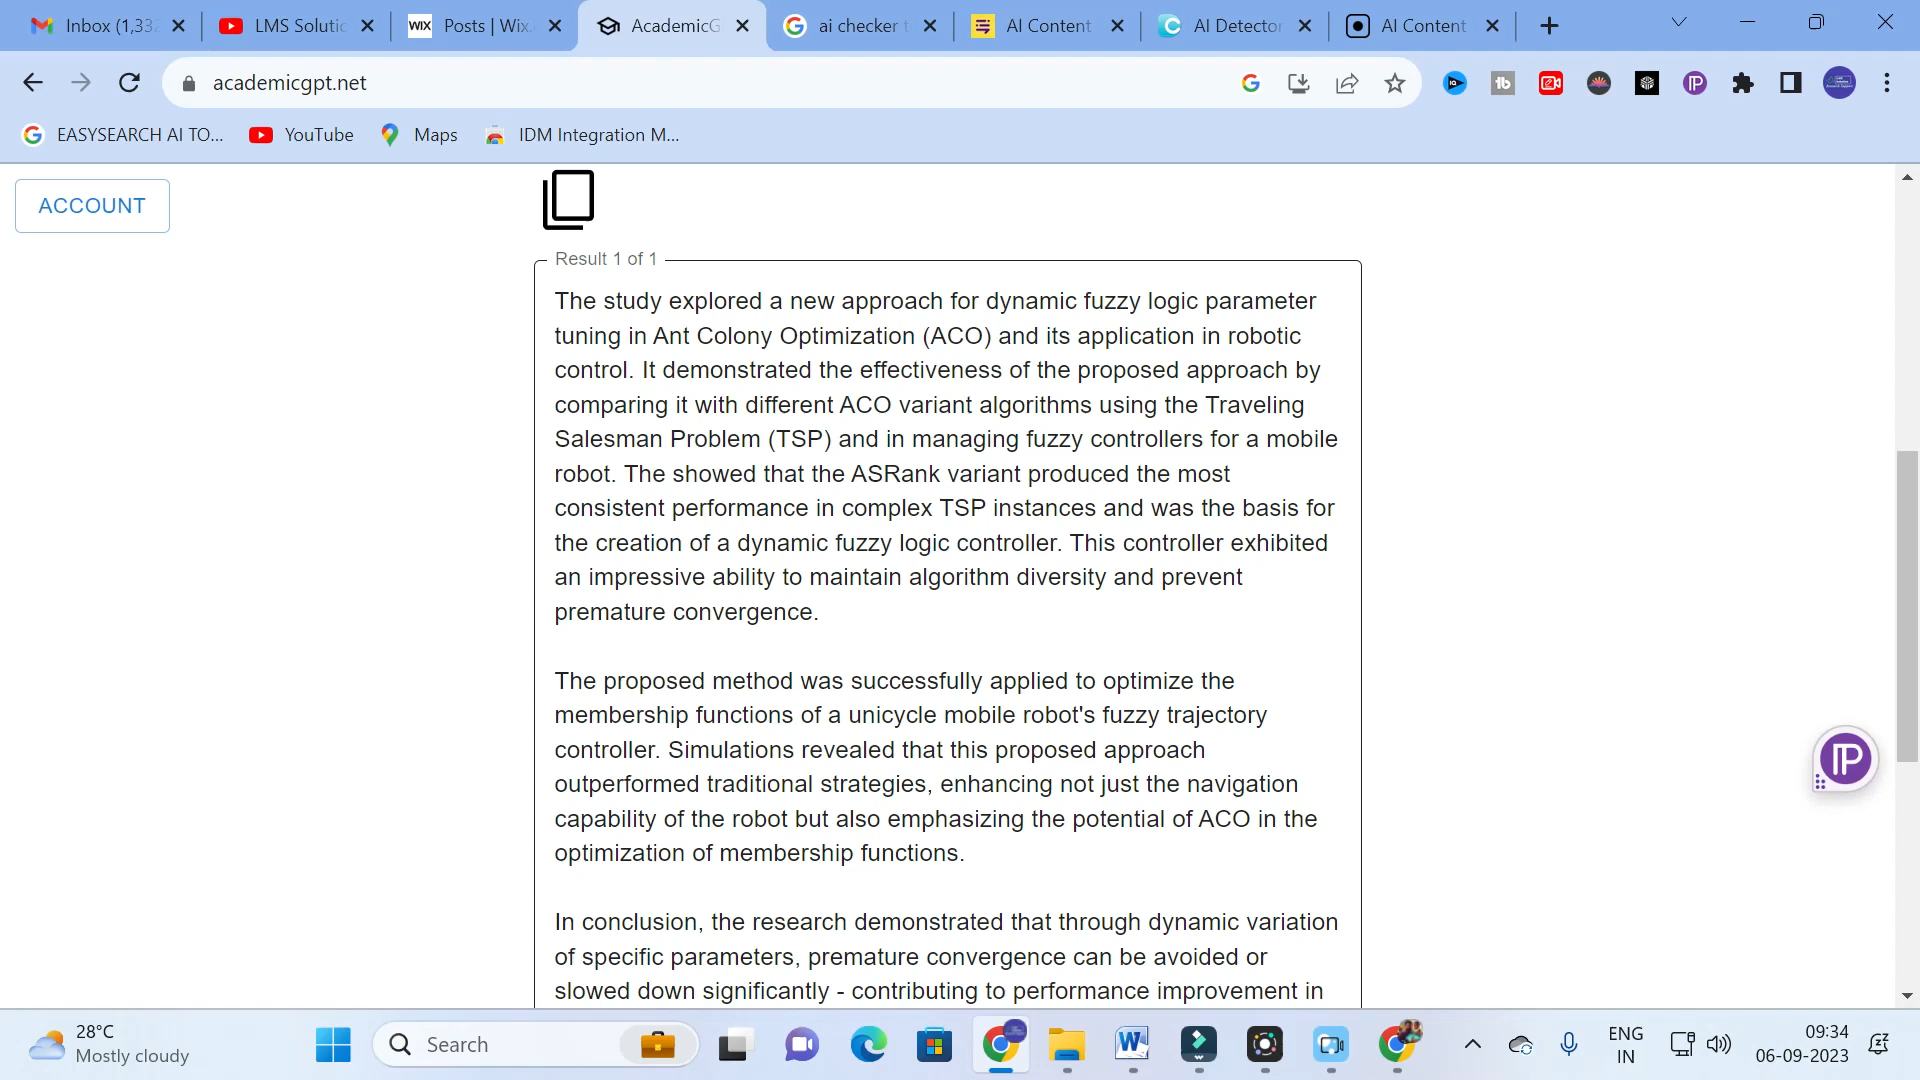 Inbox (1,332
LMS Solutic
WIX
Posts | Wix.
AcademicG
ai checker t
AI Content
AI Detector
AI Content
academicgpt.net
EASYSEARCH AI TO...
YouTube
Maps
IDM Integration M...
ACCOUNT
Result 1 of 1
The study explored a new approach for dynamic fuzzy logic parameter
tuning in Ant Colony Optimization (ACO) and its application in robotic
control. It demonstrated the effectiveness of the proposed approach by
comparing it with different ACO variant algorithms using the Traveling
Salesman Problem (TSP) and in managing fuzzy controllers for a mobile
robot. The showed that the ASRank variant produced the most
consistent performance in complex TSP instances and was the basis for
the creation of a dynamic fuzzy logic controller. This controller exhibited
an impressive ability to maintain algorithm diversity and prevent
premature convergence.
The proposed method was successfully applied to optimize the
membership functions of a unicycle mobile robot's fuzzy trajectory
controller. Simulations revealed that this proposed approach
outperformed traditional strategies, enhancing not just the navigation
capability of the robot but also emphasizing the potential of ACO in the
optimization of membership functions.
In conclusion, the research demonstrated that through dynamic variation
of specific parameters, premature convergence can be avoided or
slowed down significantly - contributing to performance improvement in
28°C
Mostly cloudy
Search
ENG
IN
09:34
06-09-2023